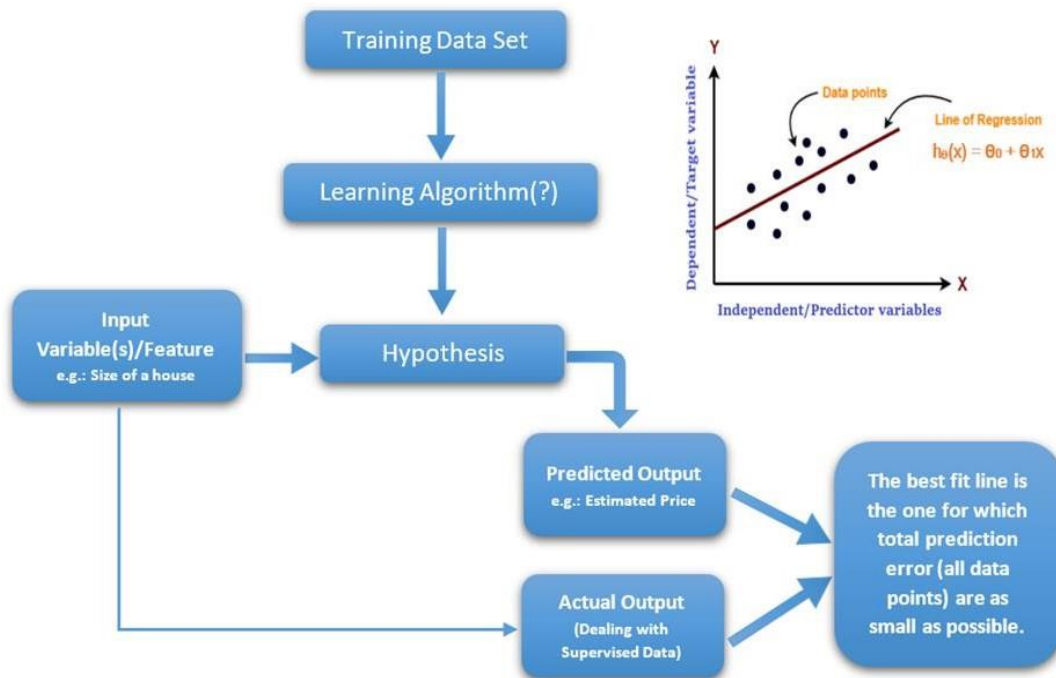 Training Data Set
Learning Algorithm(?)
Input
Variable(s)/Feature
e.g.: Size of a house
Hypothesis
Predicted Output
e.g.: Estimated Price
Actual Output
(Dealing with
Supervised Data)
The best fit line is
the one for which
total prediction
error (all data
points) are as
small as possible.
Y
Dependent/Target variable
Data points
Line of Regression
hθ(x) = θ0 + θ1x
X
Independent/Predictor variables